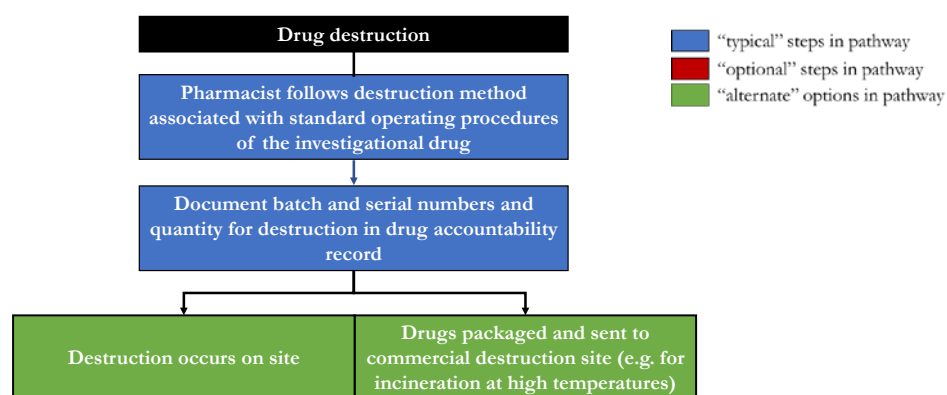 Drug destruction
Pharmacist follows destruction method
associated with standard operating procedures
of the investigational drug
Document batch and serial numbers and
quantity for destruction in drug accountability
record
Destruction occurs on site
Drugs packaged and sent to
commercial destruction site (e.g. for
incineration at high temperatures)
“typical” steps in pathway
“optional” steps in pathway
“alternate” options in pathway